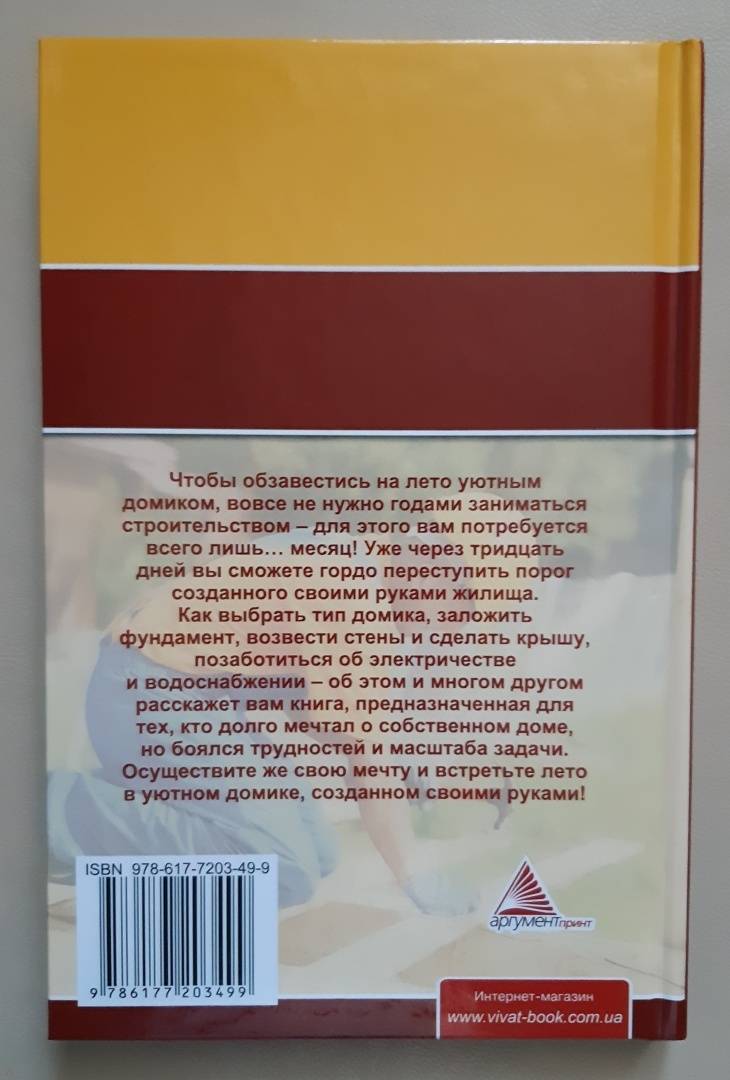 Чтобы обзавестись на лето уютным
домиком, вовсе не нужно годами заниматься
строительством – для этого вам потребуется
всего лишь... месяц! Уже через тридцать
дней вы сможете гордо переступить порог
созданного своими руками жилища.
Как выбрать тип домика, заложить
фундамент, возвести стены и сделать крышу,
позаботиться об электричестве
и водоснабжении – об этом и многом другом
расскажет вам книга, предназначенная для
тех, кто долго мечтал о собственном доме,
но боялся трудностей и масштаба задачи.
Осуществите же свою мечту и встретьте лето
в уютном домике, созданном своими руками!
ISBN 978-617-7203-49-9
9 786177 203499
аргумент принт
Интернет-магазин
www.vivat-book.com.ua